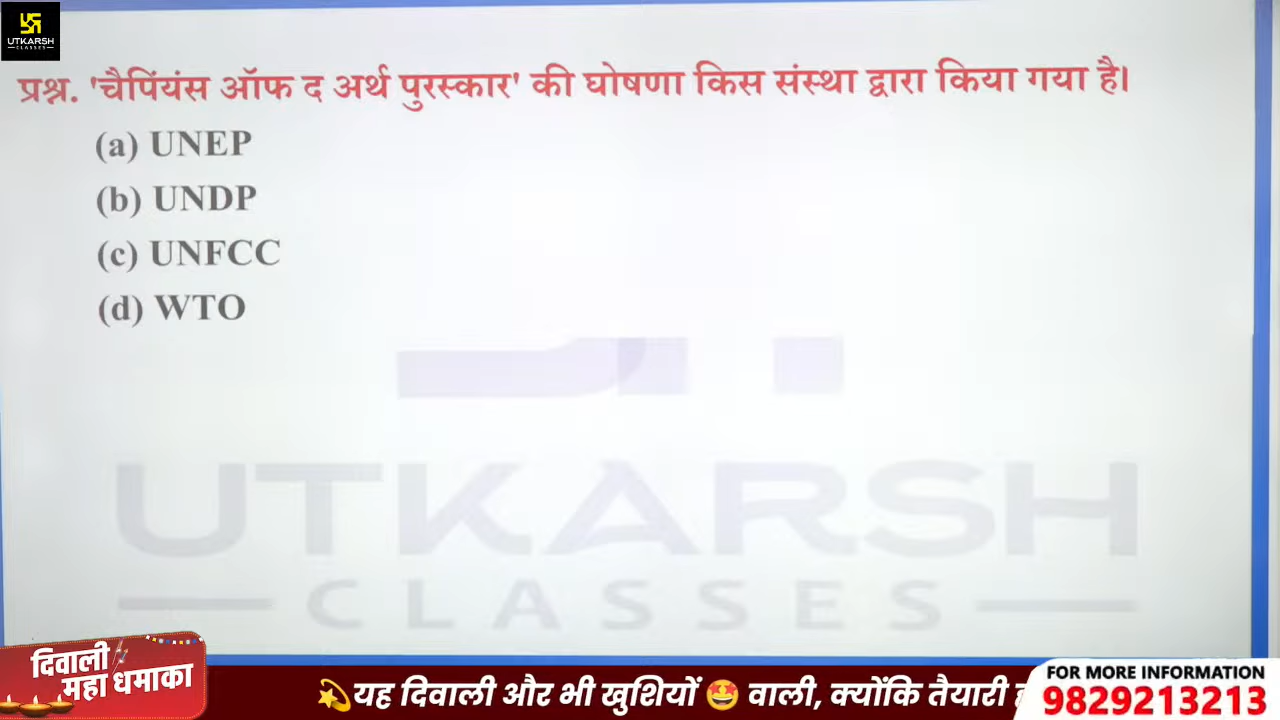 UTKARSH
CLASSES
प्रश्न. 'चैपिंयंस ऑफ द अर्थ पुरस्कार' की घोषणा किस संस्था द्वारा किया गया है।
(a) UNEP
(b) UNDP
(c) UNFCC
(d) WTO
UTKARSH
CLASSES
दिवाली
महा धमाका
यह दिवाली और भी खुशियों 🤩 वाली, क्योंकि तैयारी
FOR MORE INFORMATION
9829213213